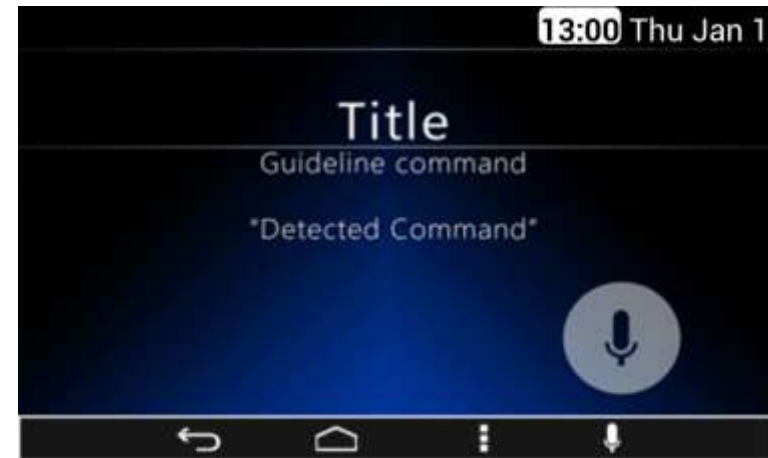 13:00 Thu Jan 1
Title
Guideline command
"Detected Command"